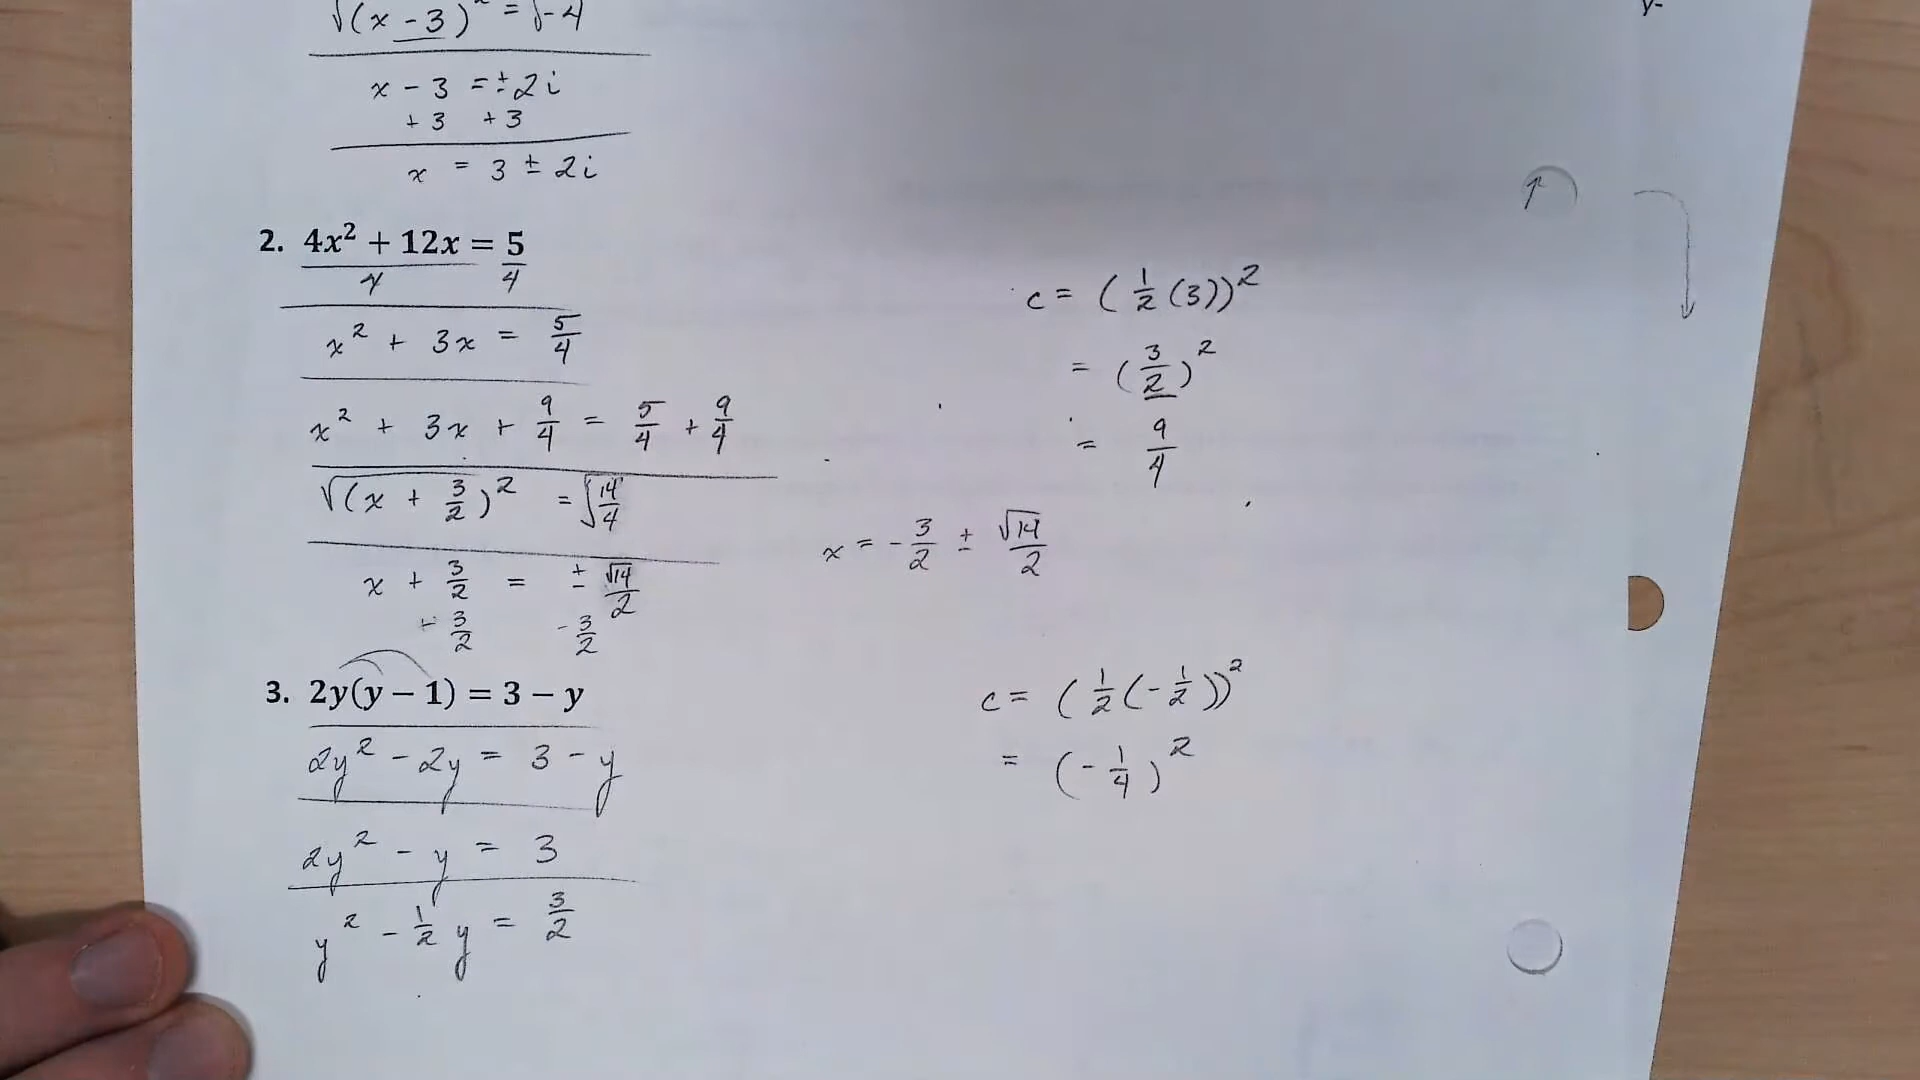 √(x - 3)² = √-4
x - 3 = ± 2i
+ 3 + 3
x = 3 ± 2i
2. 4x² + 12x = 5
4 4
x² + 3x = 5/4
x² + 3x + 9/4 = 5/4 + 9/4
√(x + 3/2)² = √14/4
x + 3/2 = ± √14/2
- 3/2 - 3/2
c = (1/2 (3))²
= (3/2)²
= 9/4
x = - 3/2 ± √14/2
3. 2y(y − 1) = 3 − y
2y² - 2y = 3 - y
2y² - y = 3
y² - 1/2 y = 3/2
c = (1/2 (- 1/2))²
= (- 1/4)²
y-